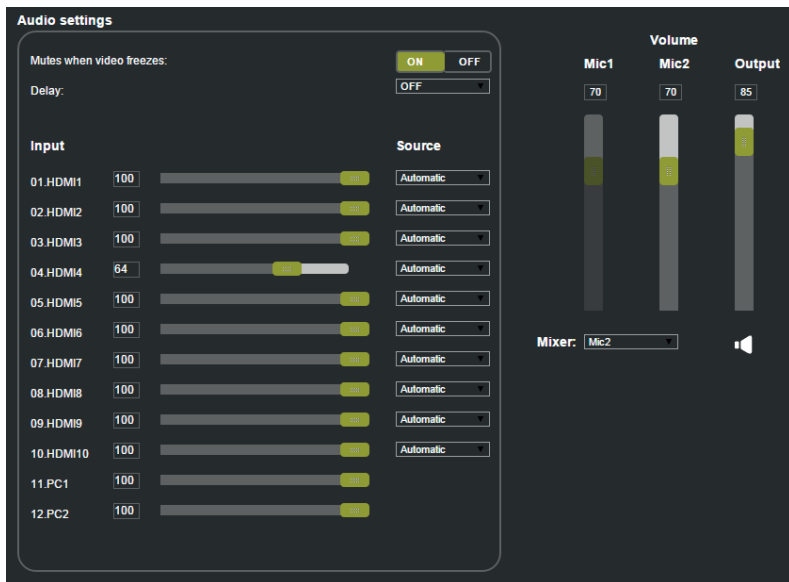 Audio settings
Mutes when video freezes: ON OFF
Delay: OFF
Input Source
01.HDMI1 100 Automatic
02.HDMI2 100 Automatic
03.HDMI3 100 Automatic
04.HDMI4 64 Automatic
05.HDMI5 100 Automatic
06.HDMI6 100 Automatic
07.HDMI7 100 Automatic
08.HDMI8 100 Automatic
09.HDMI9 100 Automatic
10.HDMI10 100 Automatic
11.PC1 100
12.PC2 100
Volume
Mic1 Mic2 Output
70 70 85
Mixer: Mic2